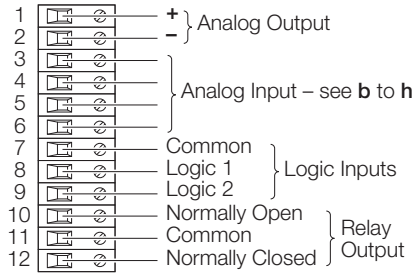 1 + Analog Output
2 –
3
4 Analog Input – see b to h
5
6
7 Common
8 Logic 1 Logic Inputs
9 Logic 2
10 Normally Open
11 Common Relay Output
12 Normally Closed